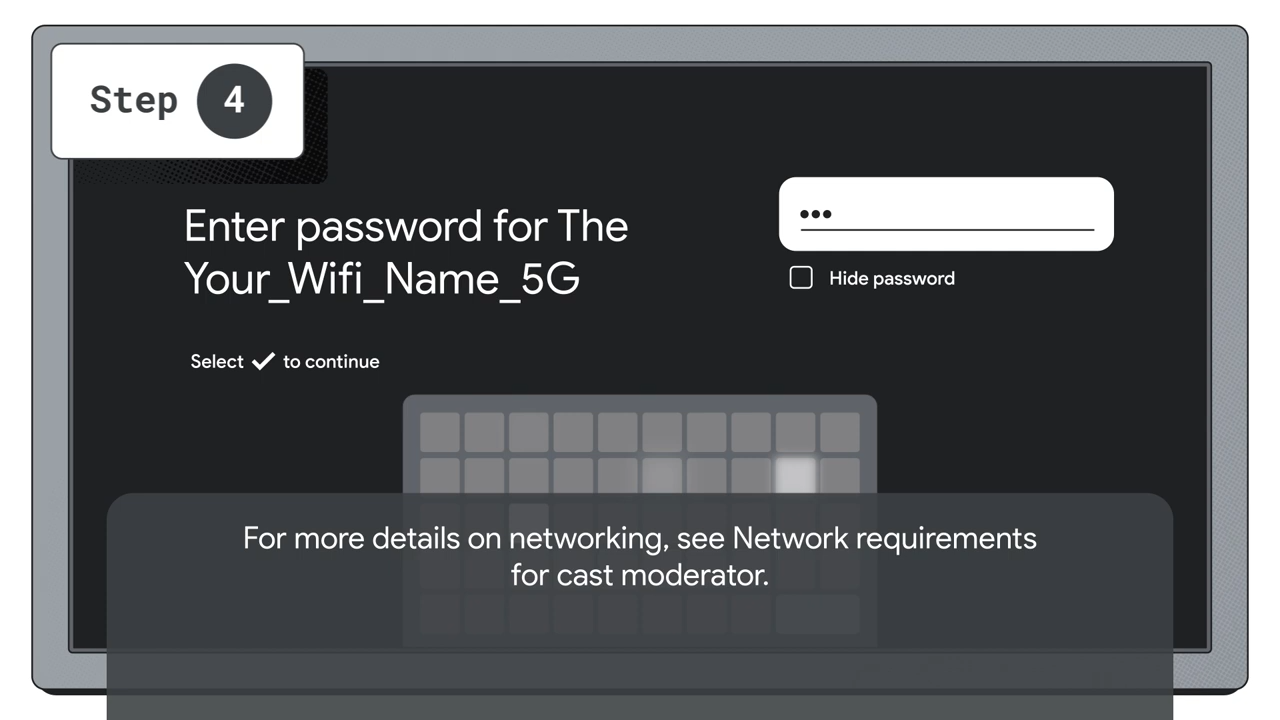 Step 4
Enter password for The
Your_Wifi_Name_5G
•••
Hide password
Select ✓ to continue
For more details on networking, see Network requirements
for cast moderator.